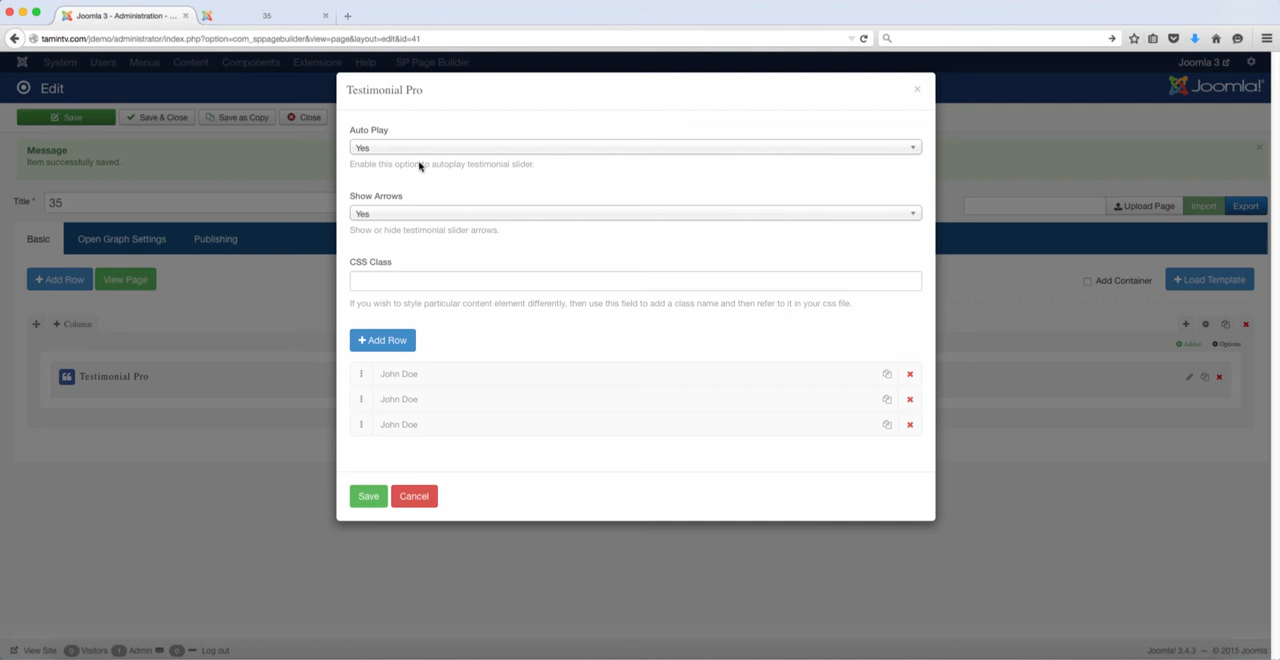 Joomla 3 - Administration - ...
35
tamintv.com/jdemo/administrator/index.php?option=com_sppagebuilder&view=page&layout=edit&id=41
System Users Menus Content Components Extensions Help SP Page Builder Joomla 3
Edit Joomla!
Save Save & Close Save as Copy Close
Message
Item successfully saved.
Title * 35 Upload Page Import Export
Basic Open Graph Settings Publishing
Add Row View Page Add Container Load Template
Column
Addon Options
Testimonial Pro
Testimonial Pro
Auto Play
Yes
Enable this option to autoplay testimonial slider.
Show Arrows
Yes
Show or hide testimonial slider arrows.
CSS Class
If you wish to style particular content element differently, then use this field to add a class name and then refer to it in your css file.
Add Row
John Doe
John Doe
John Doe
Save Cancel
View Site 0 Visitors 1 Admin 0 Log out Joomla! 3.4.3 — © 2015 Joomla